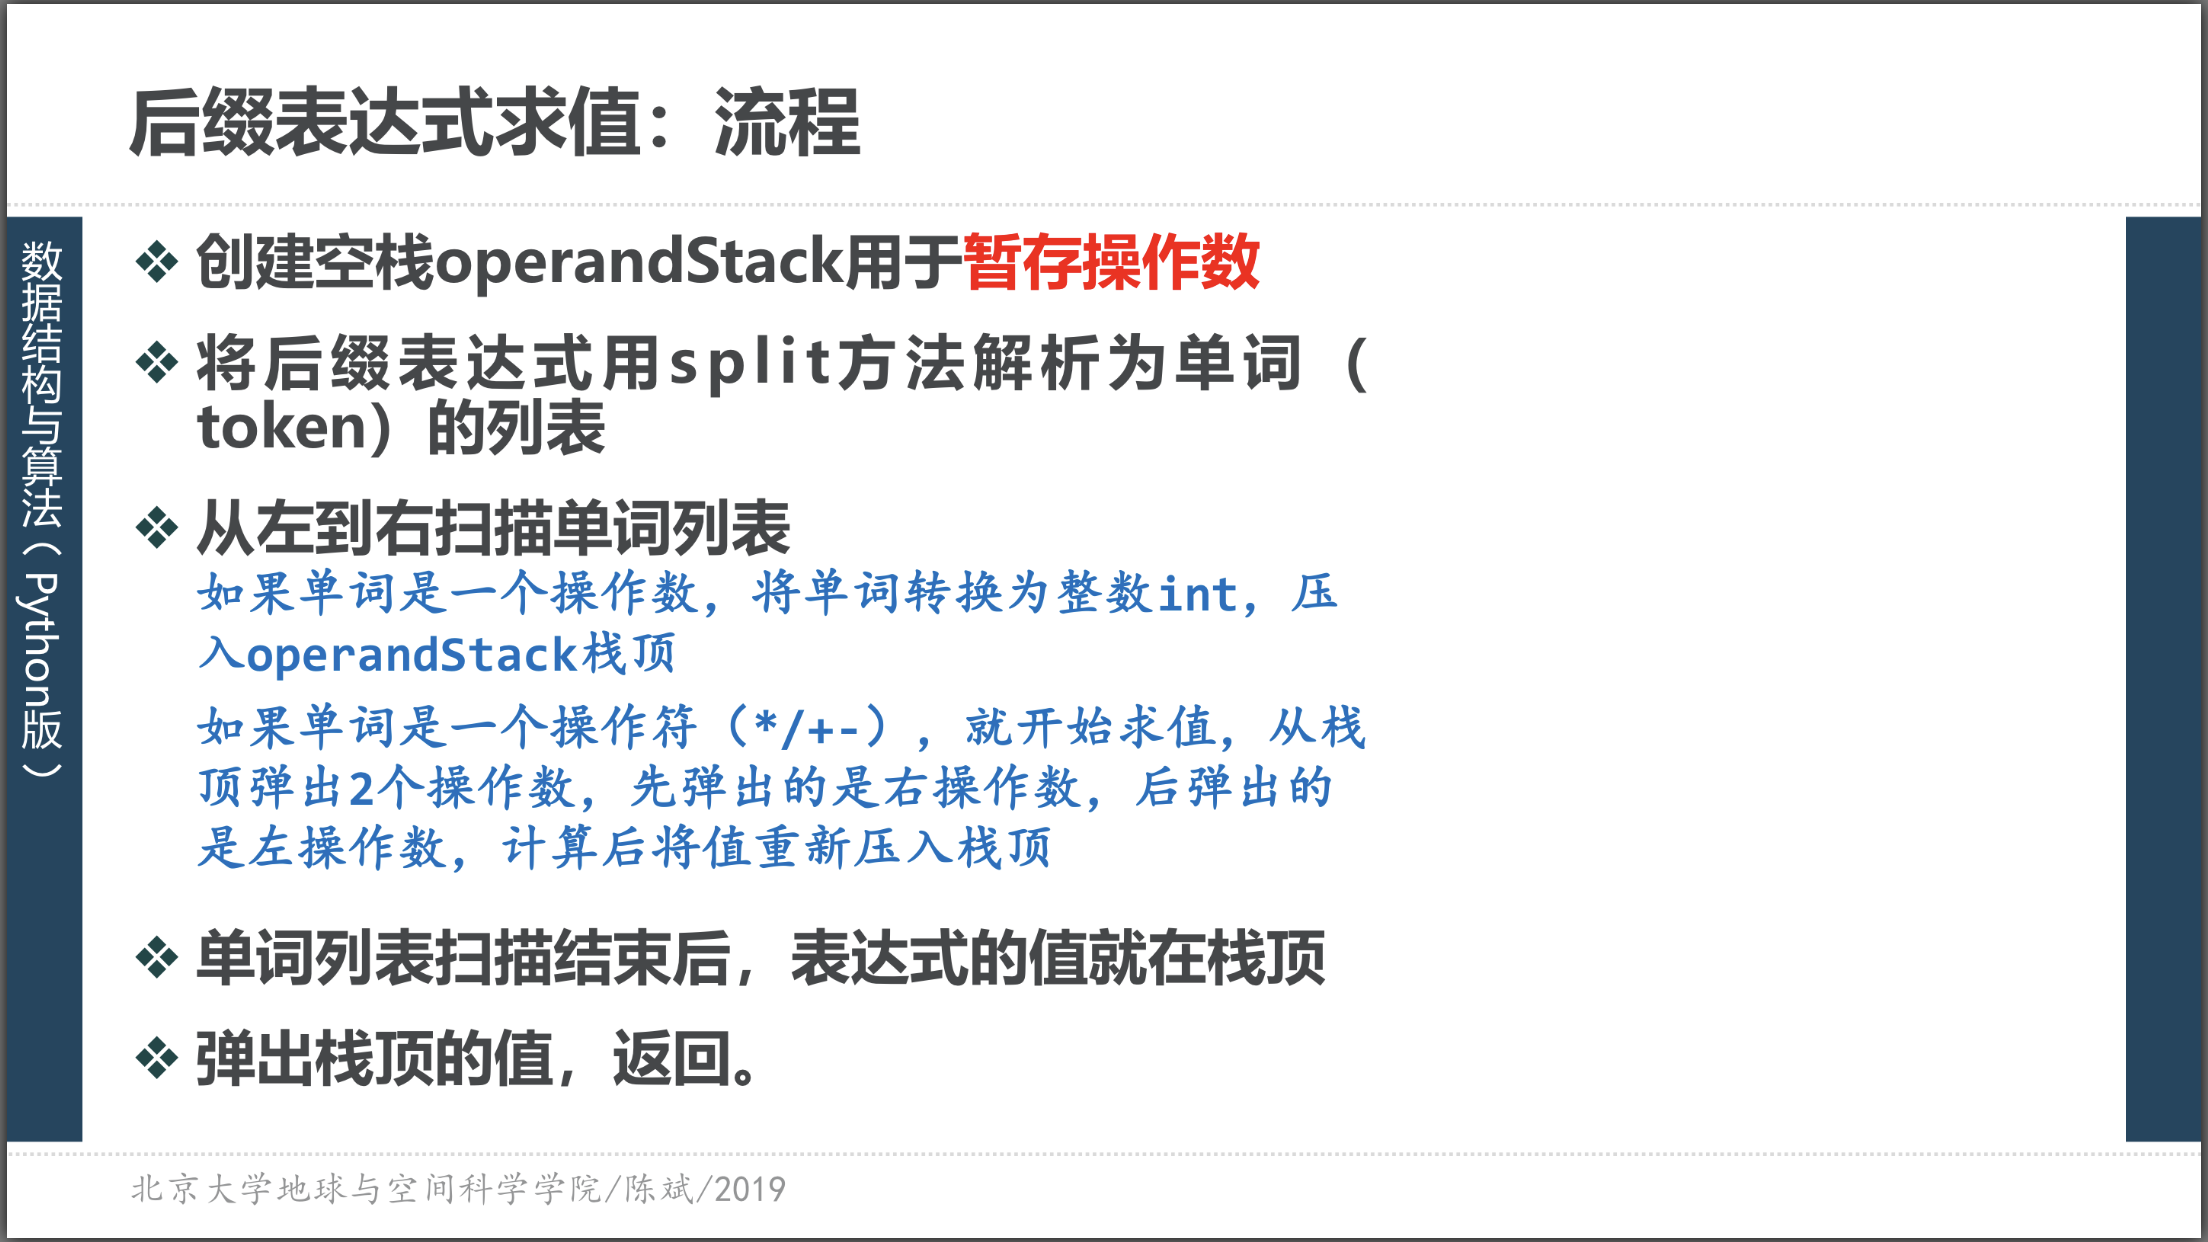 后缀表达式求值：流程
数据结构与算法（Python版）
创建空栈operandStack用于暂存操作数
将后缀表达式用split方法解析为单词（
token）的列表
从左到右扫描单词列表
如果单词是一个操作数，将单词转换为整数int，压
入operandStack栈顶
如果单词是一个操作符（*/+-），就开始求值，从栈
顶弹出2个操作数，先弹出的是右操作数，后弹出的
是左操作数，计算后将值重新压入栈顶
单词列表扫描结束后，表达式的值就在栈顶
弹出栈顶的值，返回。
北京大学地球与空间科学学院/陈斌/2019